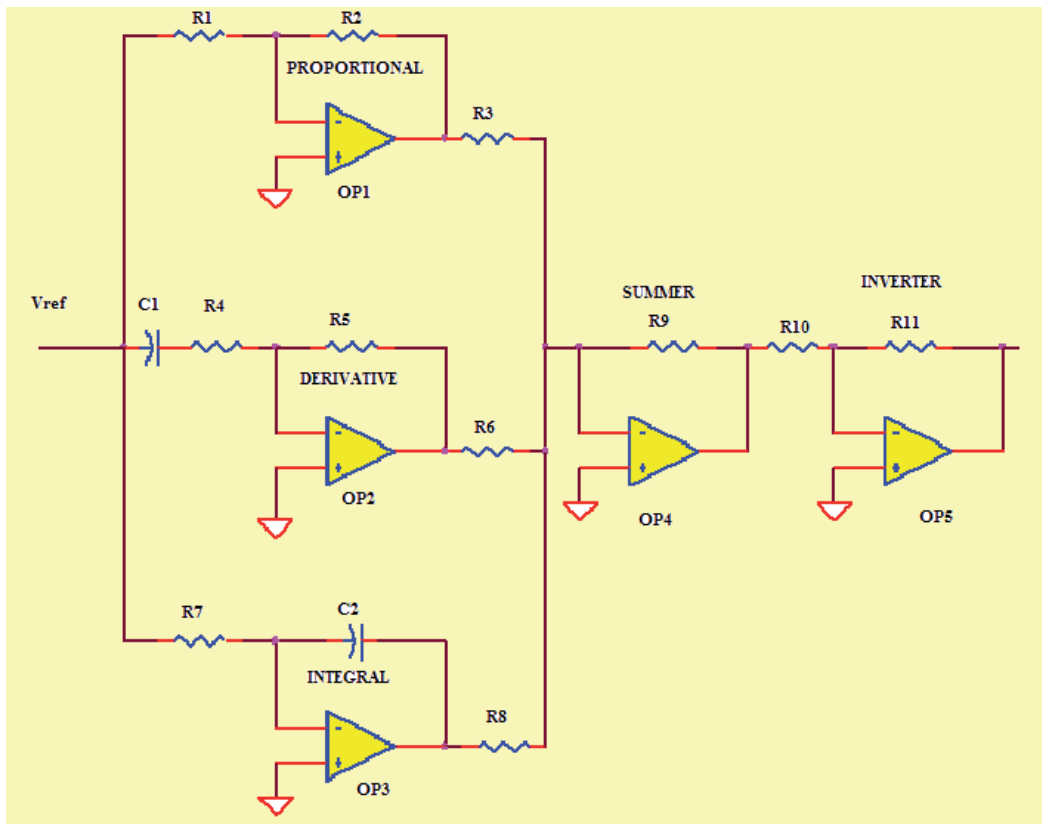 R1
R2
PROPORTIONAL
R3
OP1
Vref
C1
R4
R5
DERIVATIVE
R6
OP2
SUMMER
R9
R10
INVERTER
R11
OP4
OP5
R7
C2
INTEGRAL
R8
OP3